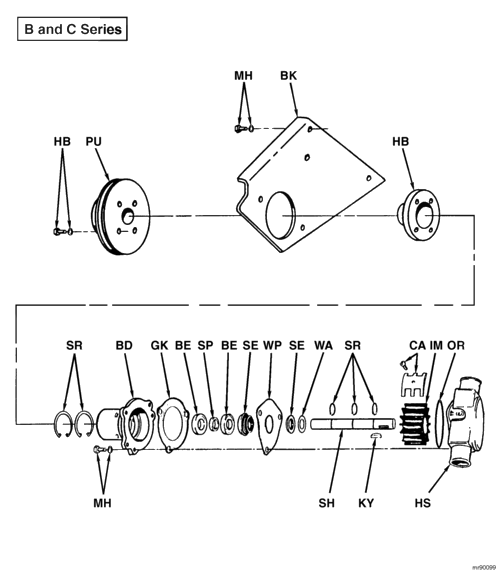 B and C Series
MH BK
HB PU HB
SR BD GK BE SP BE SE WP SE WA SR CA IM OR
MH SH KY HS
mr90099